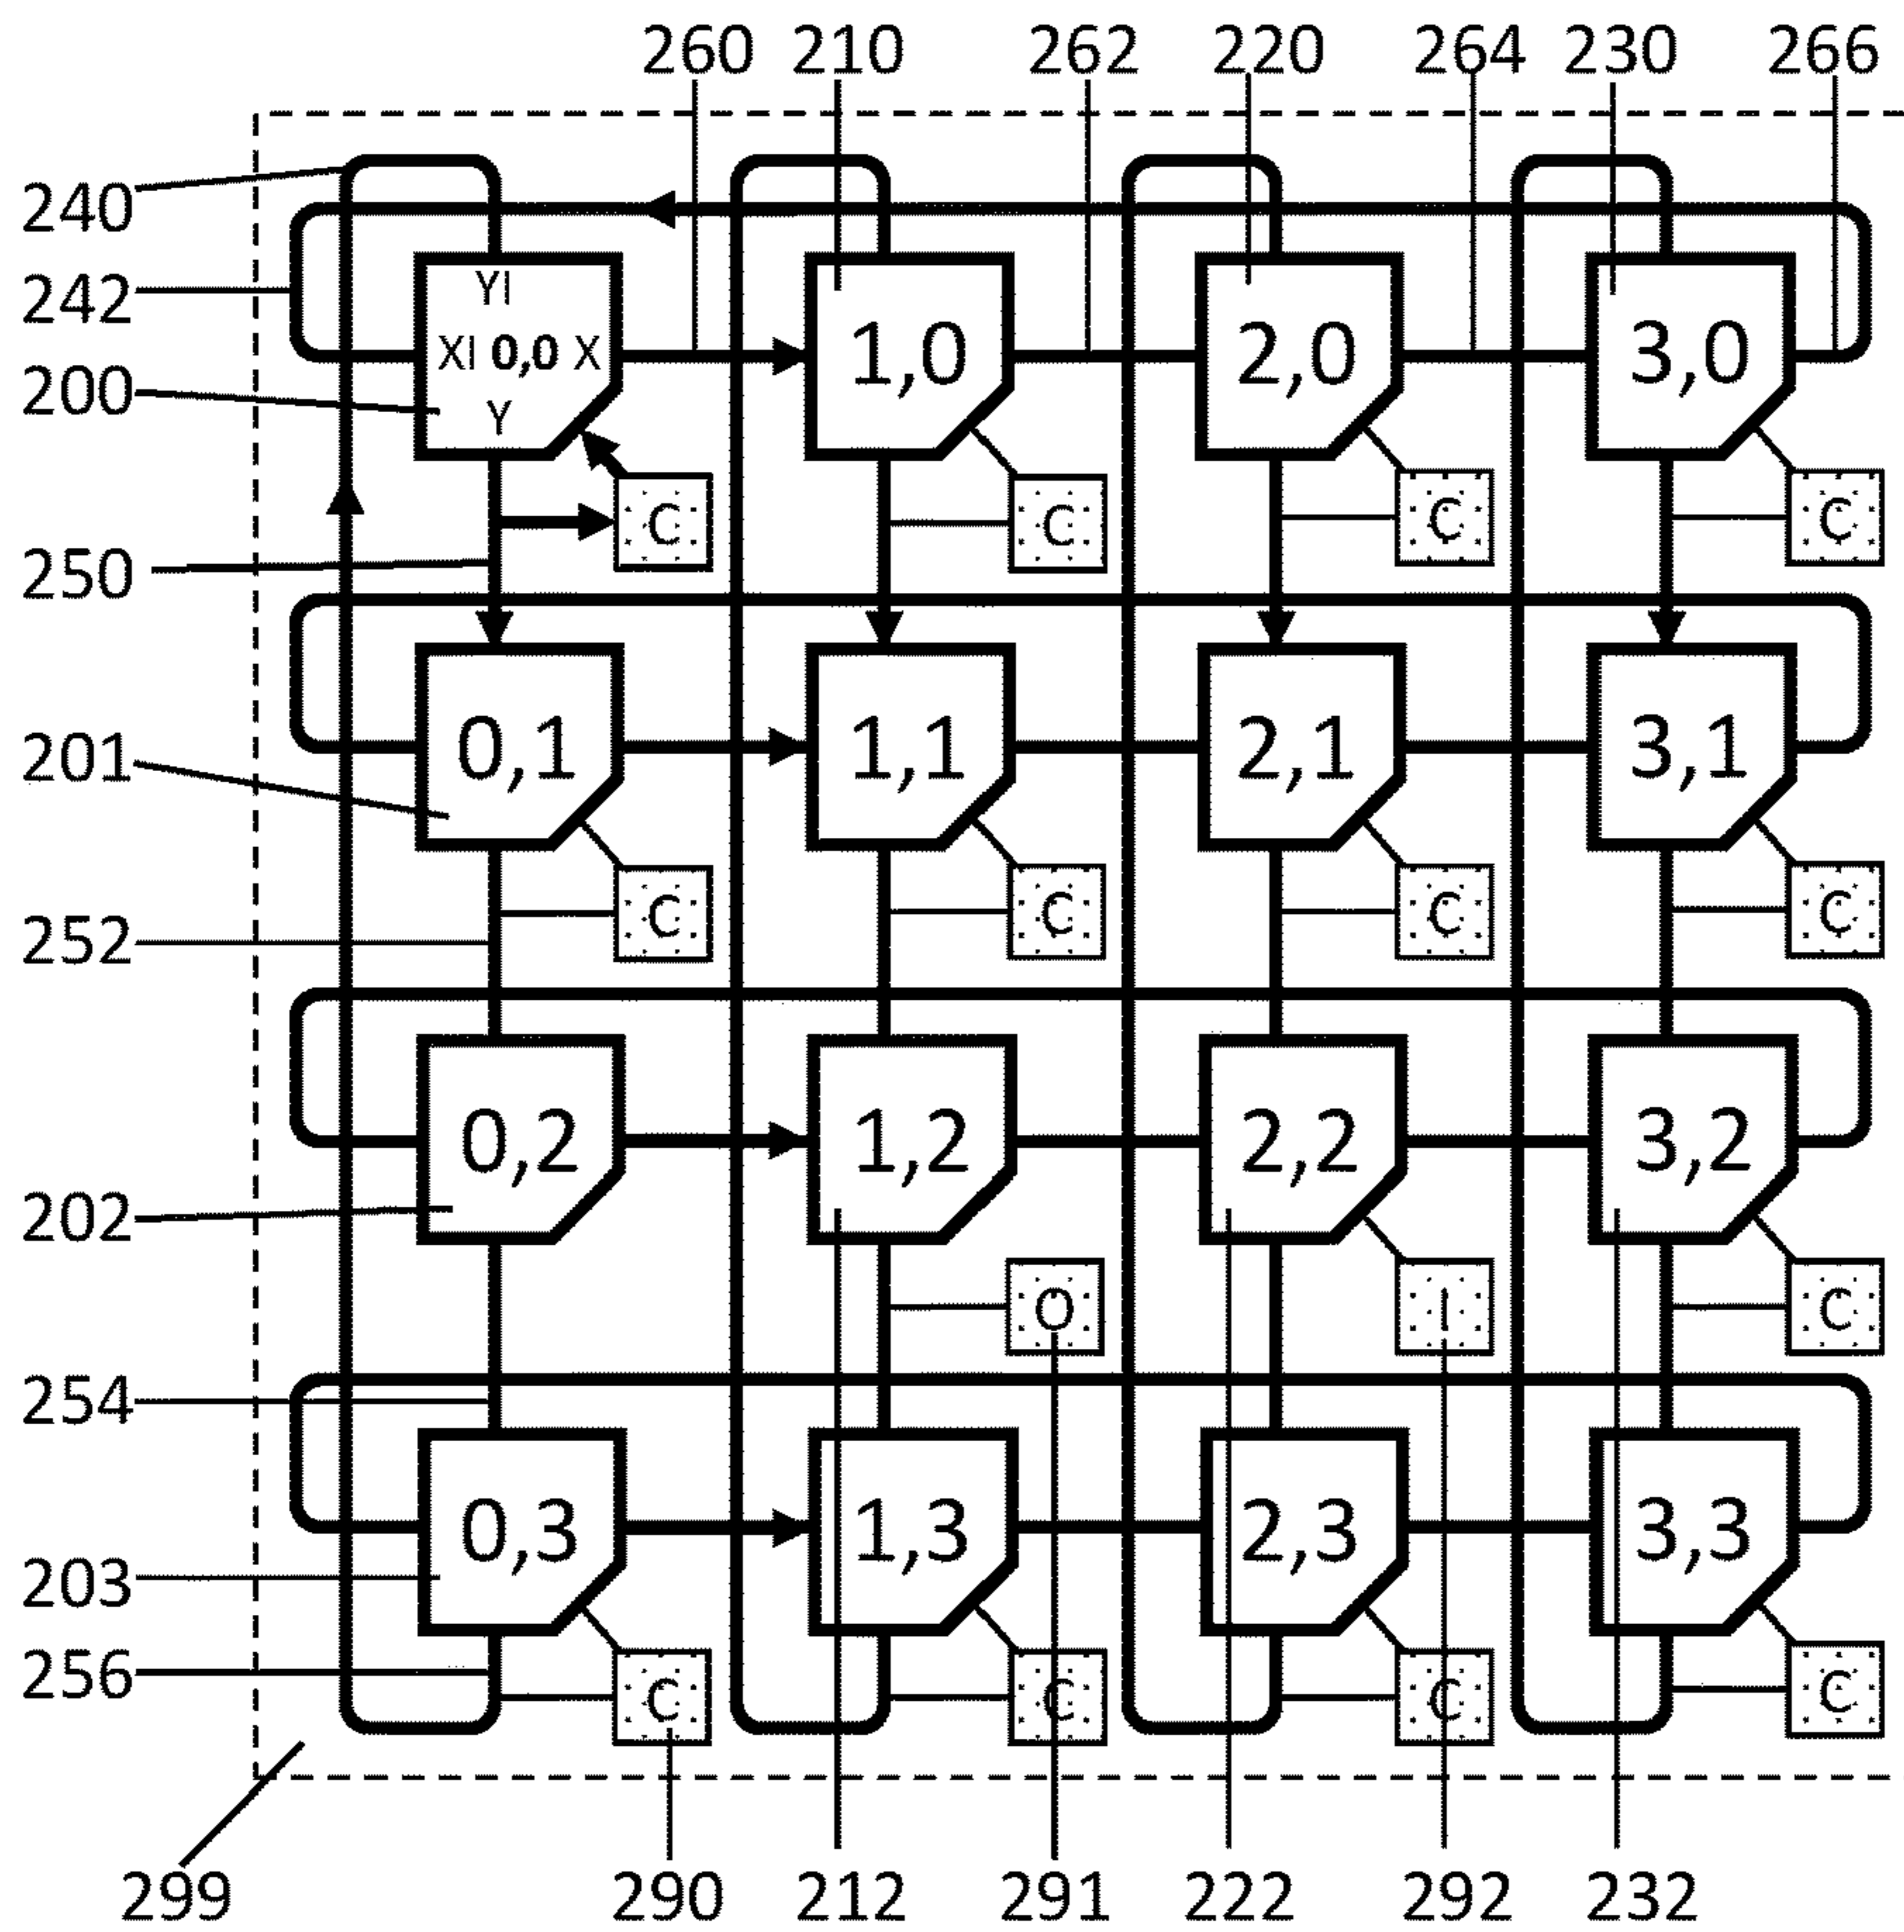 260 210 262 220 264 230 266
240
242
YI
XI 0,0 X 1,0 2,0 3,0
200
Y
C C C C
250
0,1 1,1 2,1 3,1
201
C C C C
252
0,2 1,2 2,2 3,2
202
O I C
254
0,3 1,3 2,3 3,3
203
256
C C C C
299 290 212 291 222 292 232